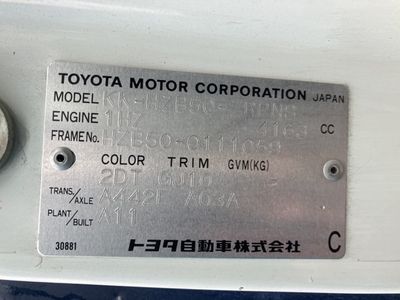 TOYOTA MOTOR CORPORATION JAPAN
MODEL KK-HZB50-
ENGINE 1HZ 4163 CC
FRAME No. HZB50-0111059
COLOR TRIM GVM(KG)
2DT GJ10
TRANS./AXLE A442F A03A
PLANT/BUILT A11
30881 トヨタ自動車株式会社 C